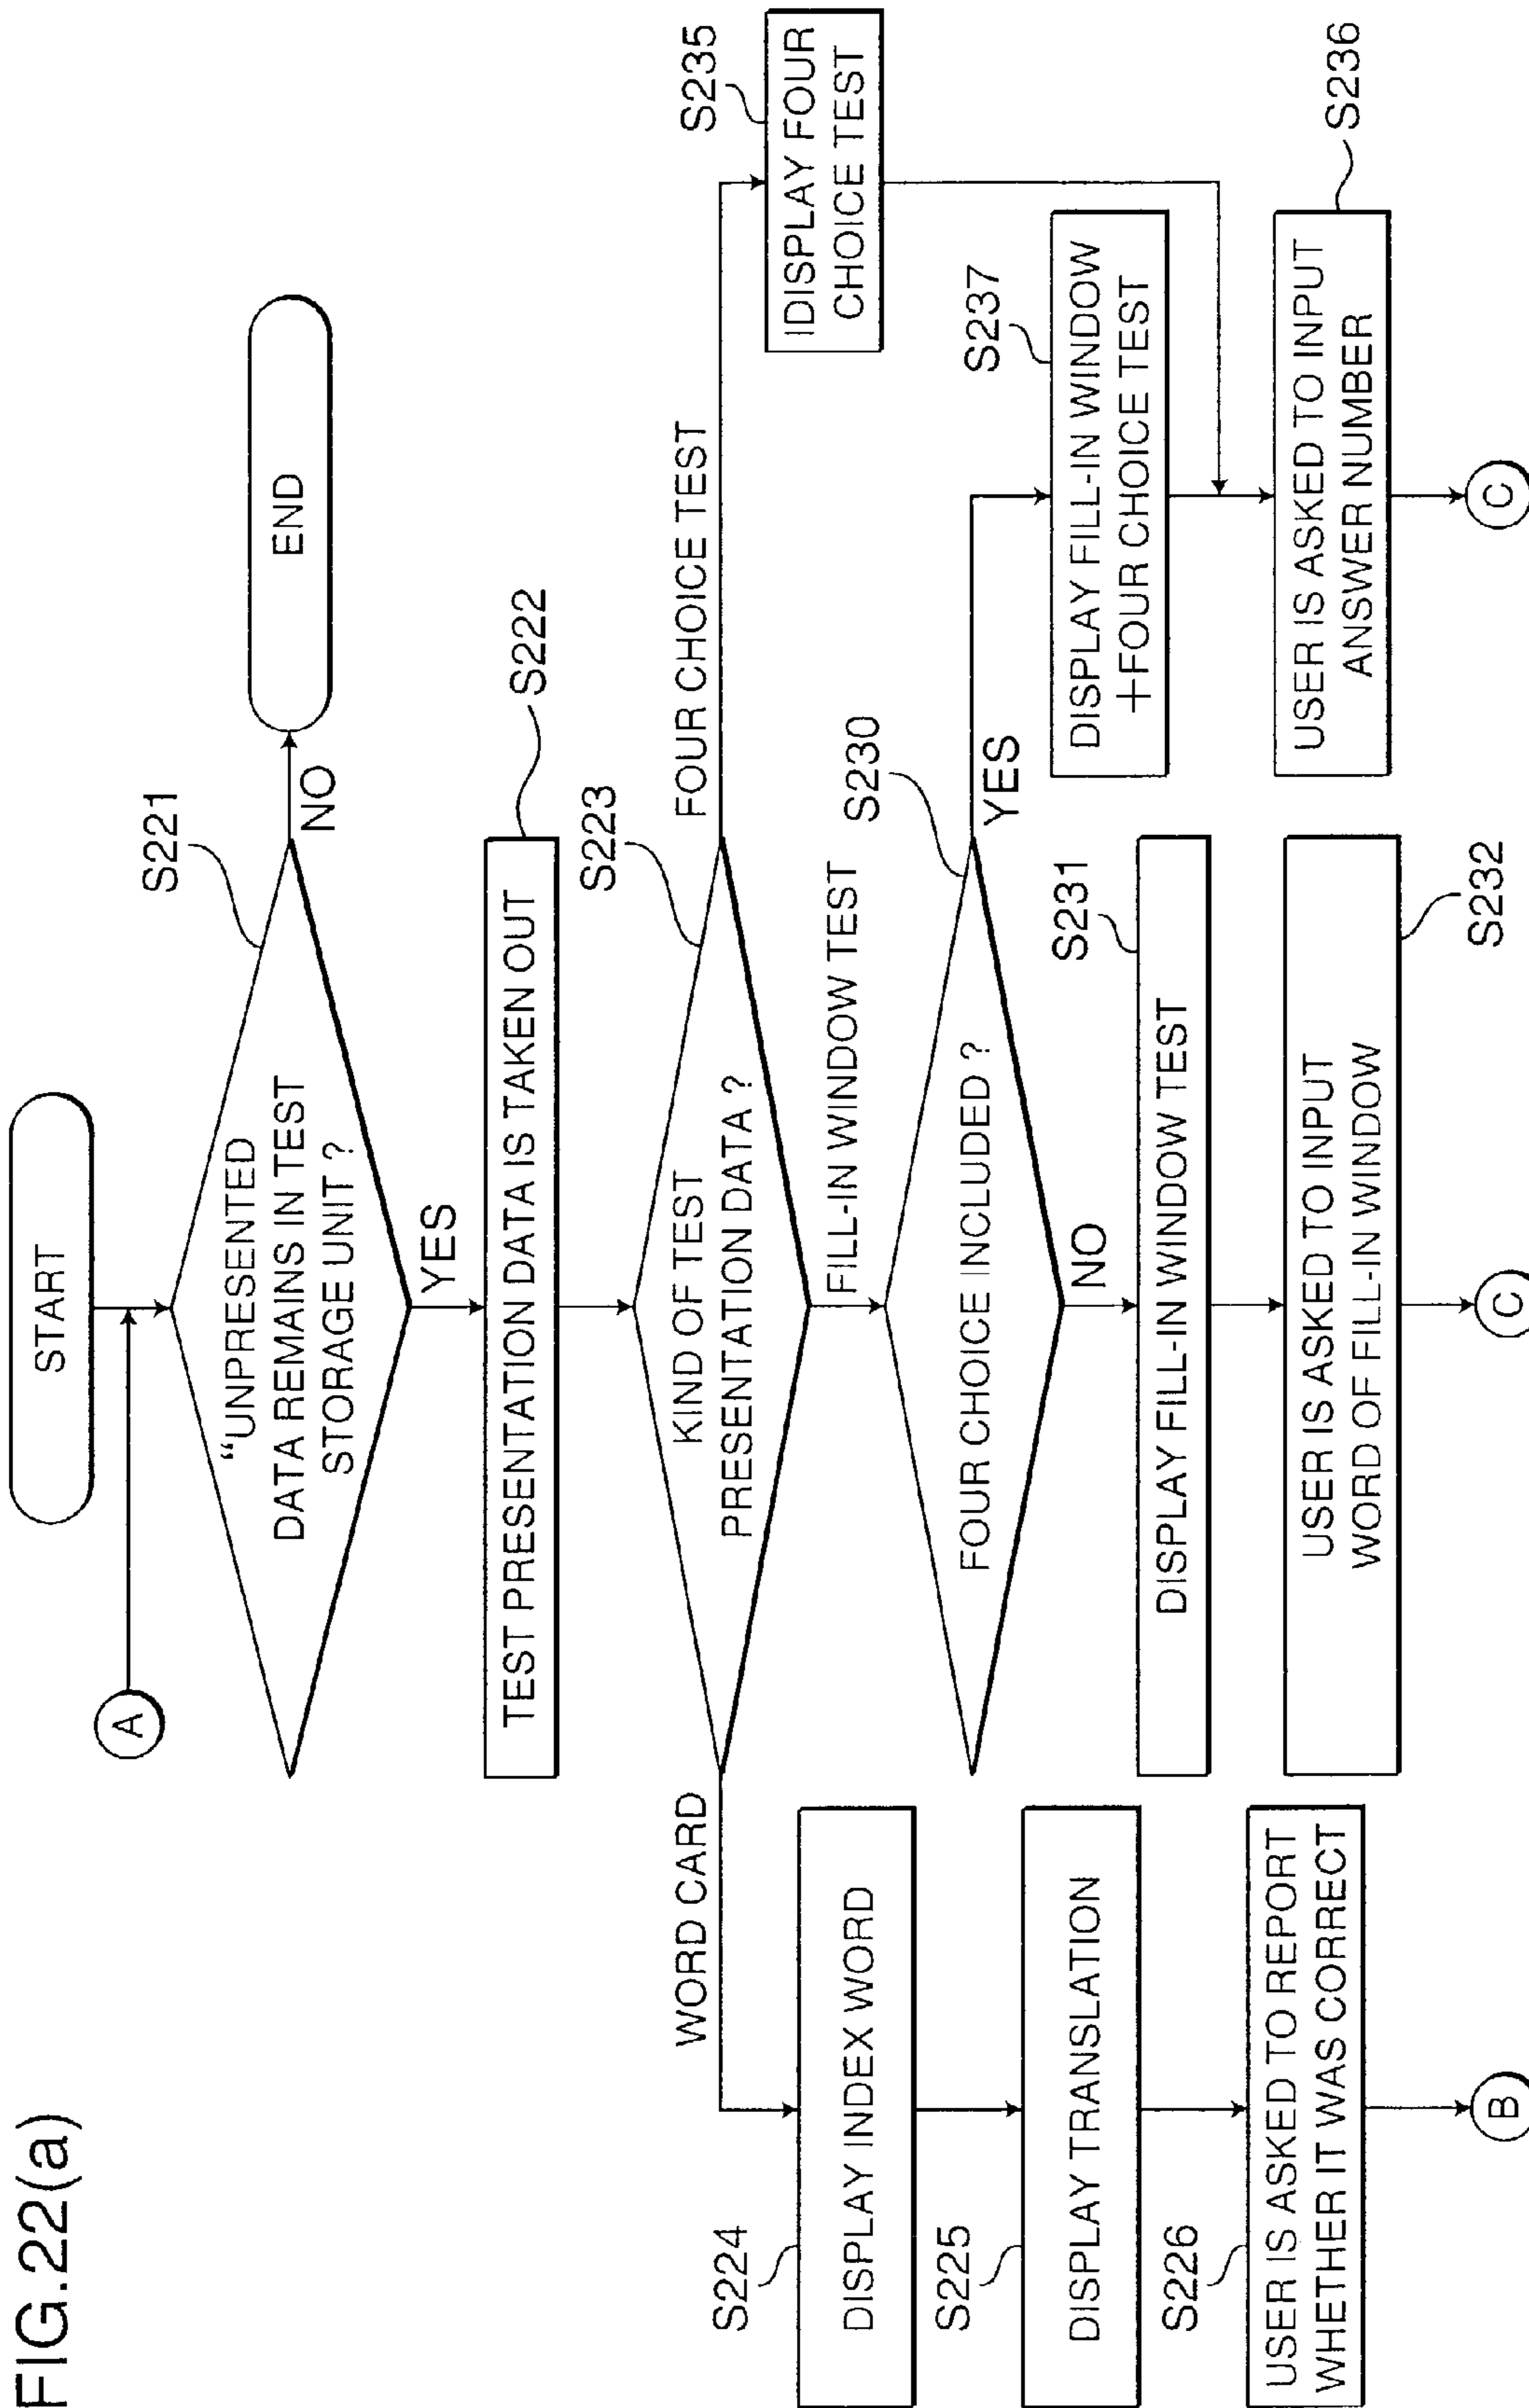 FIG.22(a)
START
A
S221
“UNPRESENTED
DATA REMAINS IN TEST
STORAGE UNIT ?
NO
END
YES
S222
TEST PRESENTATION DATA IS TAKEN OUT
S223
KIND OF TEST
PRESENTATION DATA ?
WORD CARD
FILL-IN WINDOW TEST
FOUR CHOICE TEST
S224
DISPLAY INDEX WORD
S225
DISPLAY TRANSLATION
S226
USER IS ASKED TO REPORT
WHETHER IT WAS CORRECT
B
S230
FOUR CHOICE INCLUDED ?
YES
NO
S231
DISPLAY FILL-IN WINDOW TEST
S232
USER IS ASKED TO INPUT
WORD OF FILL-IN WINDOW
C
S235
IDISPLAY FOUR
CHOICE TEST
S237
DISPLAY FILL-IN WINDOW
+FOUR CHOICE TEST
S236
USER IS ASKED TO INPUT
ANSWER NUMBER
C